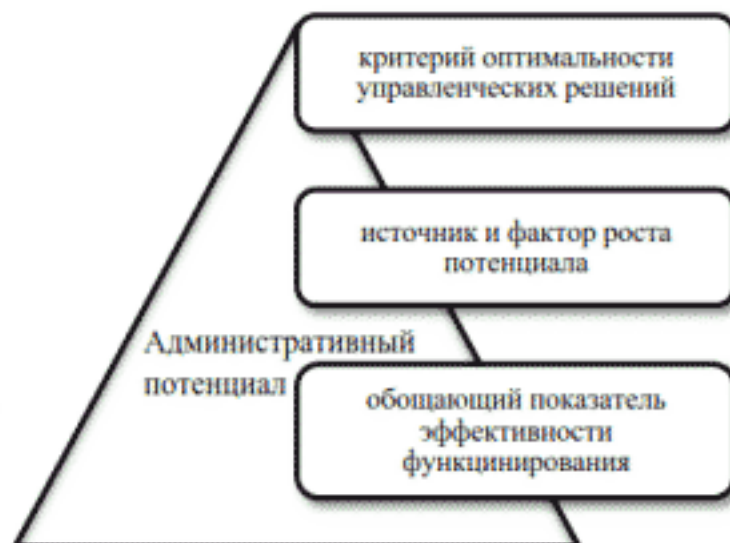 критерий оптимальности
управленческих решений
источник и фактор роста
потенциала
Административный
потенциал
обощающий показатель
эффективности
функцинирования